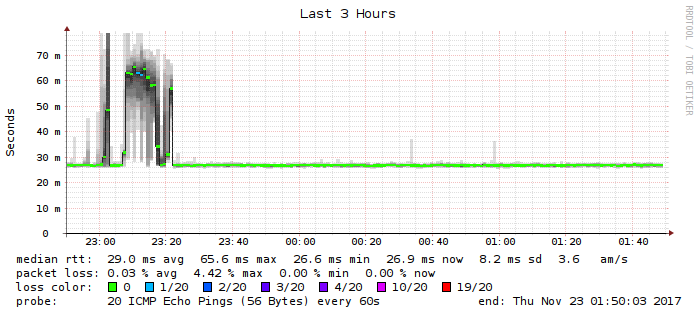 Last 3 Hours
RRDTOOL / TOBI OETIKER
Seconds
70 m
60 m
50 m
40 m
30 m
20 m
10 m
0
23:00 23:20 23:40 00:00 00:20 00:40 01:00 01:20 01:40
median rtt: 29.0 ms avg 65.6 ms max 26.6 ms min 26.9 ms now 8.2 ms sd 3.6 am/s
packet loss: 0.03 % avg 4.42 % max 0.00 % min 0.00 % now
loss color: 0 1/20 2/20 3/20 4/20 10/20 19/20
probe: 20 ICMP Echo Pings (56 Bytes) every 60s end: Thu Nov 23 01:50:03 2017